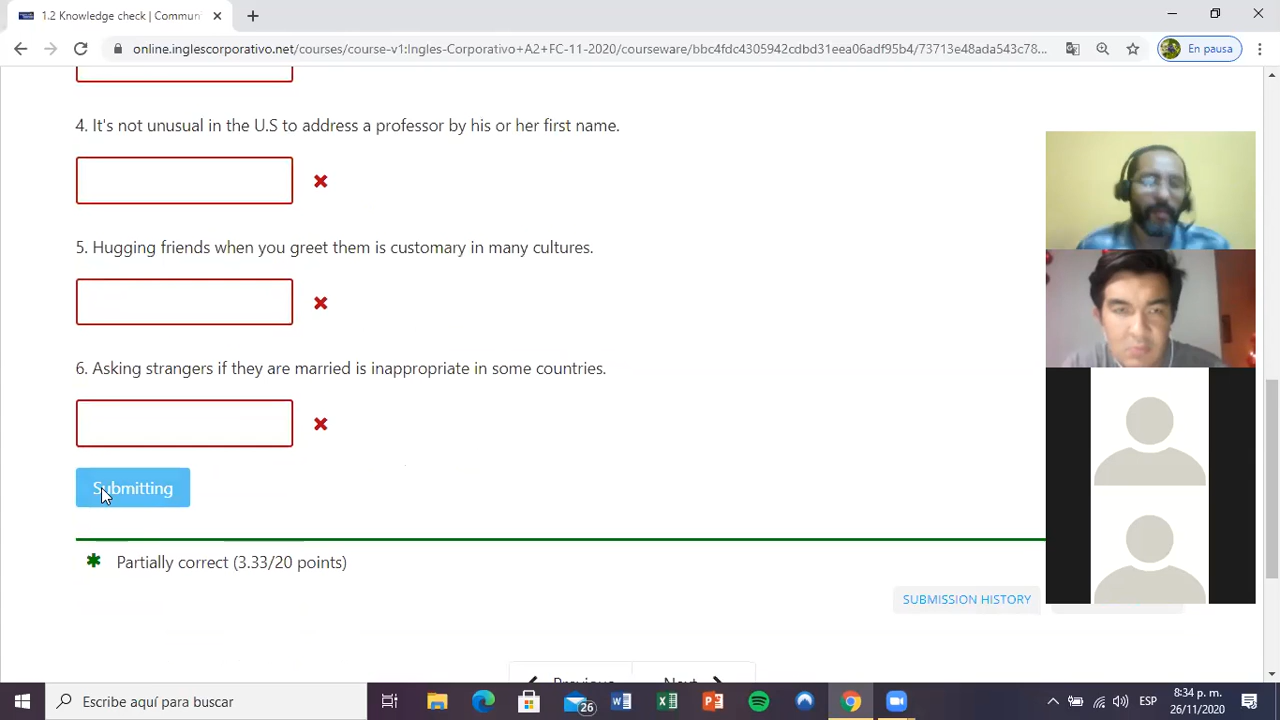 1.2 Knowledge check | Commun
online.inglescorporativo.net/courses/course-v1:Ingles-Corporativo+A2+FC-11-2020/courseware/bbc4fdc4305942cdbd31eea06adf95b4/73713e48ada543c78...
En pausa
4. It's not unusual in the U.S to address a professor by his or her first name.
5. Hugging friends when you greet them is customary in many cultures.
6. Asking strangers if they are married is inappropriate in some countries.
Submitting
Partially correct (3.33/20 points)
SUBMISSION HISTORY
Previous
Next
Escribe aquí para buscar
26
ESP
8:34 p. m.
26/11/2020